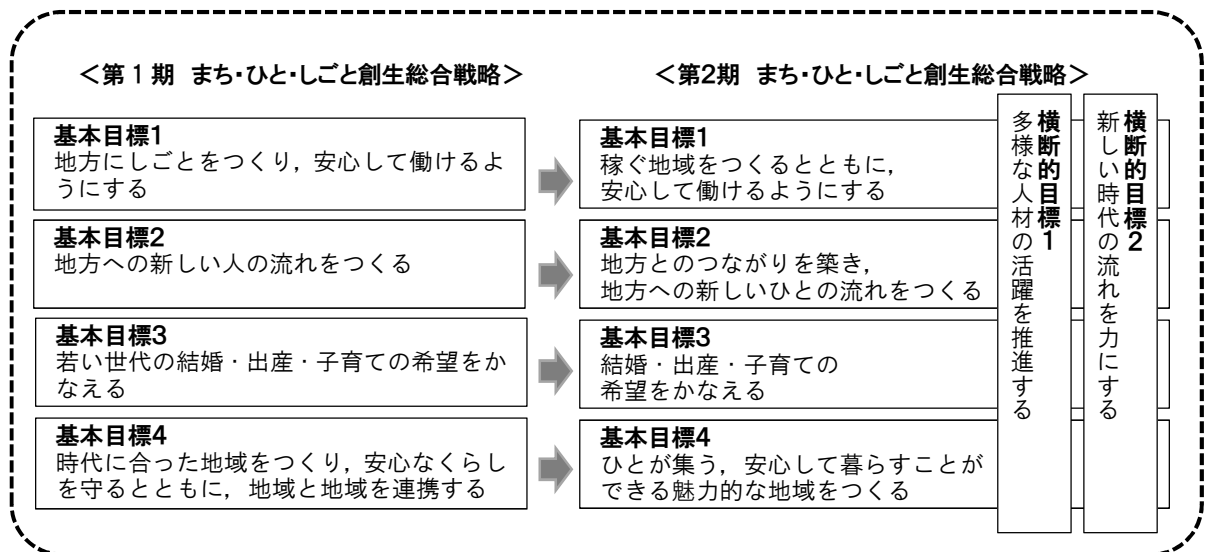 <第1期 まち・ひと・しごと創生総合戦略>
基本目標1
地方にしごとをつくり，安心して働けるよ
うにする
基本目標2
地方への新しい人の流れをつくる
基本目標3
若い世代の結婚・出産・子育ての希望をか
なえる
基本目標4
時代に合った地域をつくり，安心なくらし
を守るとともに，地域と地域を連携する
<第2期 まち・ひと・しごと創生総合戦略>
基本目標1
稼ぐ地域をつくるとともに，
安心して働けるようにする
基本目標2
地方とのつながりを築き，
地方への新しいひとの流れをつくる
基本目標3
結婚・出産・子育ての
希望をかなえる
基本目標4
ひとが集う，安心して暮らすことが
できる魅力的な地域をつくる
横断的目標1
多様な人材の活躍を推進する
横断的目標2
新しい時代の流れを力にする